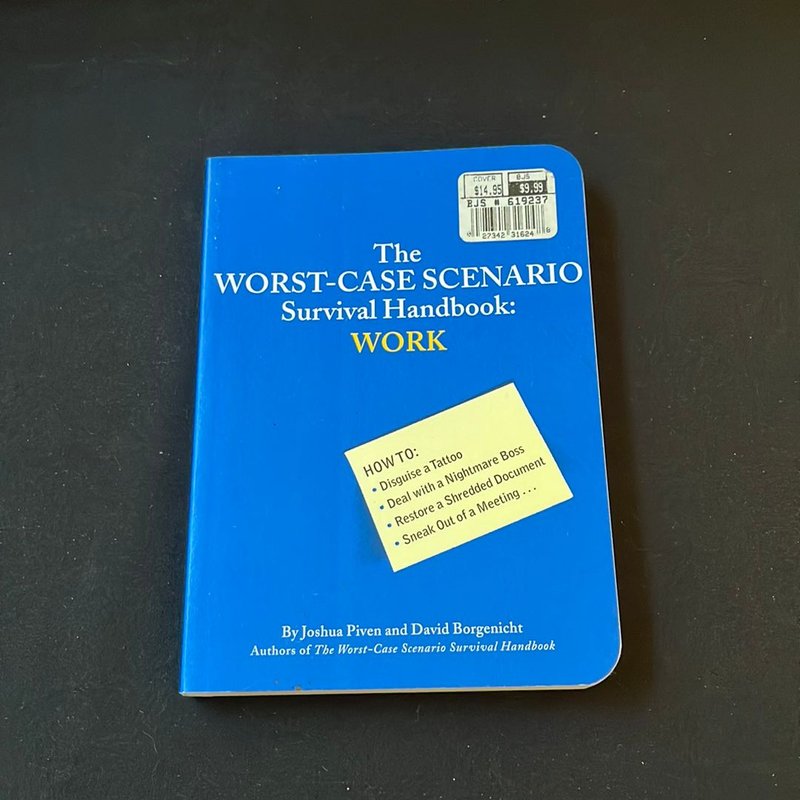 COVER BJS
$14.95 $9.99
BJS # 619237
0 27342 31624 8
The
WORST-CASE SCENARIO
Survival Handbook:
WORK
HOW TO:
• Disguise a Tattoo
• Deal with a Nightmare Boss
• Restore a Shredded Document
• Sneak Out of a Meeting ...
By Joshua Piven and David Borgenicht
Authors of The Worst-Case Scenario Survival Handbook